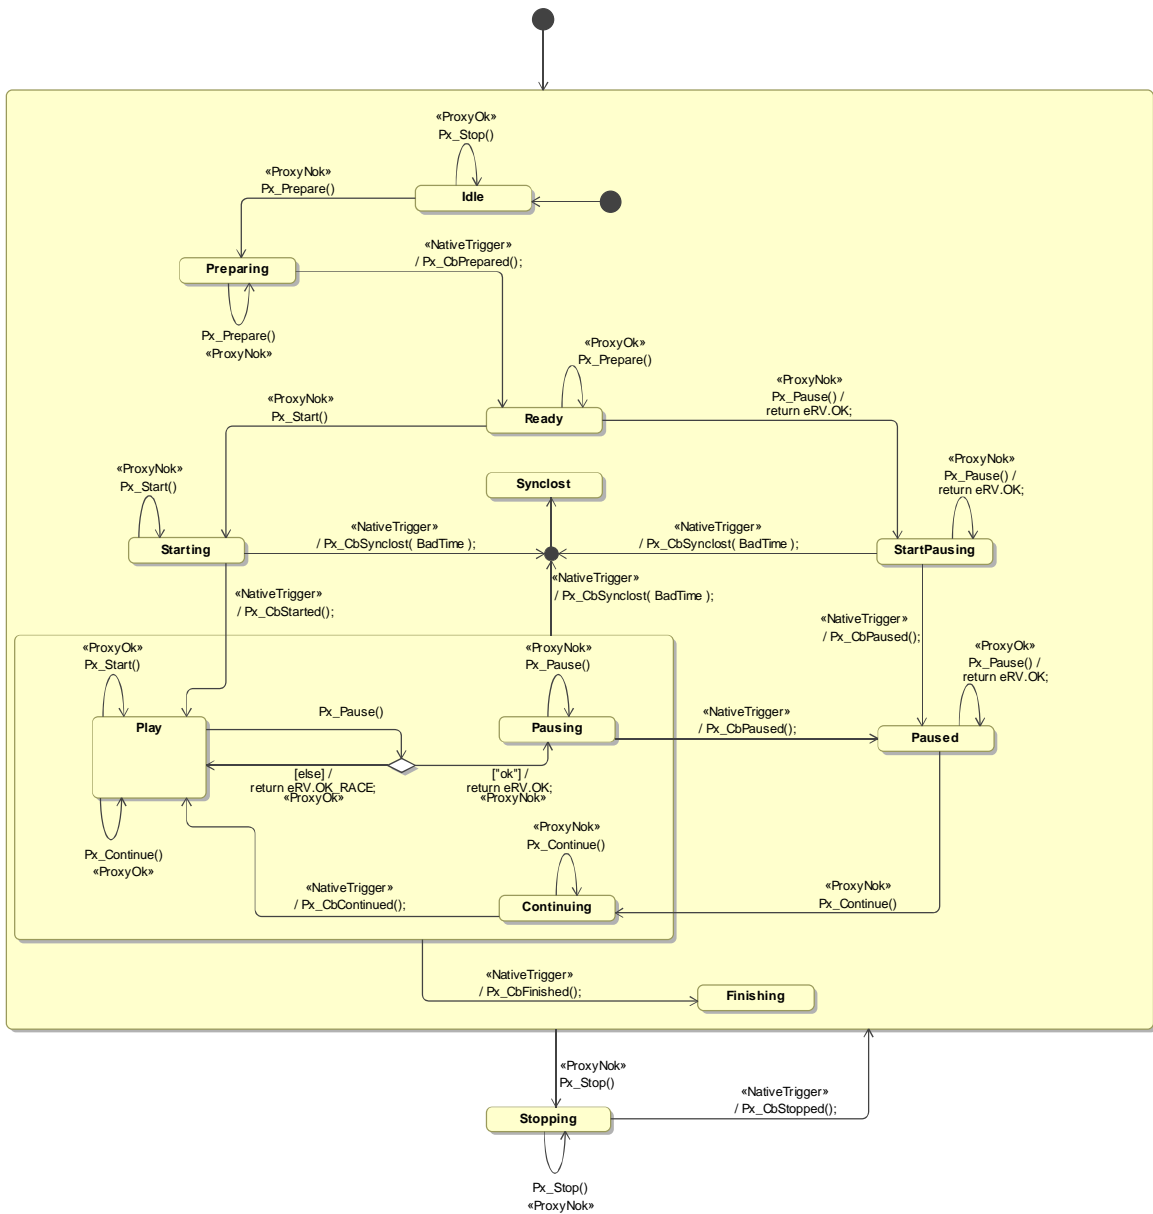 «ProxyOk»
Px_Stop()
«ProxyNok»
Px_Prepare()
Idle
«NativeTrigger»
/ Px_CbPrepared();
Preparing
Px_Prepare()
«ProxyNok»
«ProxyOk»
Px_Prepare()
«ProxyNok»
Px_Pause() /
return eRV.OK;
«ProxyNok»
Px_Start()
Ready
«ProxyNok»
Px_Start()
Synclost
«ProxyNok»
Px_Pause() /
return eRV.OK;
Starting
«NativeTrigger»
/ Px_CbSynclost( BadTime );
«NativeTrigger»
/ Px_CbSynclost( BadTime );
StartPausing
«NativeTrigger»
/ Px_CbSynclost( BadTime );
«NativeTrigger»
/ Px_CbStarted();
«NativeTrigger»
/ Px_CbPaused();
«ProxyOk»
Px_Start()
«ProxyNok»
Px_Pause()
«ProxyOk»
Px_Pause() /
return eRV.OK;
Play
Px_Pause()
Pausing
«NativeTrigger»
/ Px_CbPaused();
Paused
[else] /
return eRV.OK_RACE;
«ProxyOk»
["ok"] /
return eRV.OK;
«ProxyNok»
Px_Continue()
«ProxyOk»
«ProxyNok»
Px_Continue()
«NativeTrigger»
/ Px_CbContinued();
Continuing
«ProxyNok»
Px_Continue()
«NativeTrigger»
/ Px_CbFinished();
Finishing
«ProxyNok»
Px_Stop()
«NativeTrigger»
/ Px_CbStopped();
Stopping
Px_Stop()
«ProxyNok»